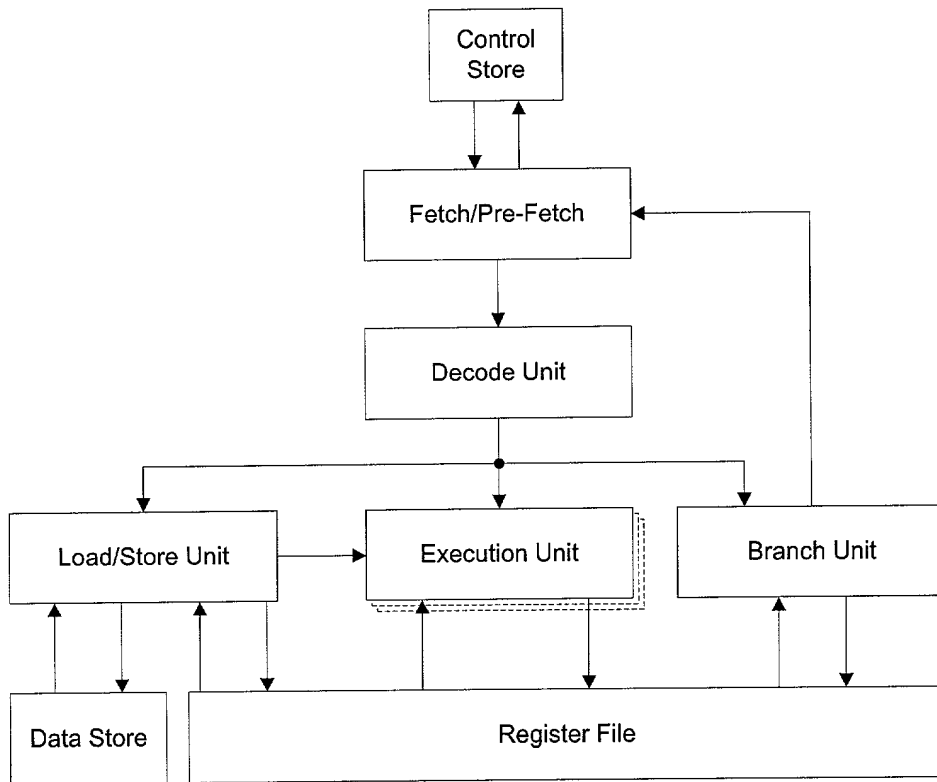 Control
Store
Fetch/Pre-Fetch
Decode Unit
Load/Store Unit
Execution Unit
Branch Unit
Data Store
Register File